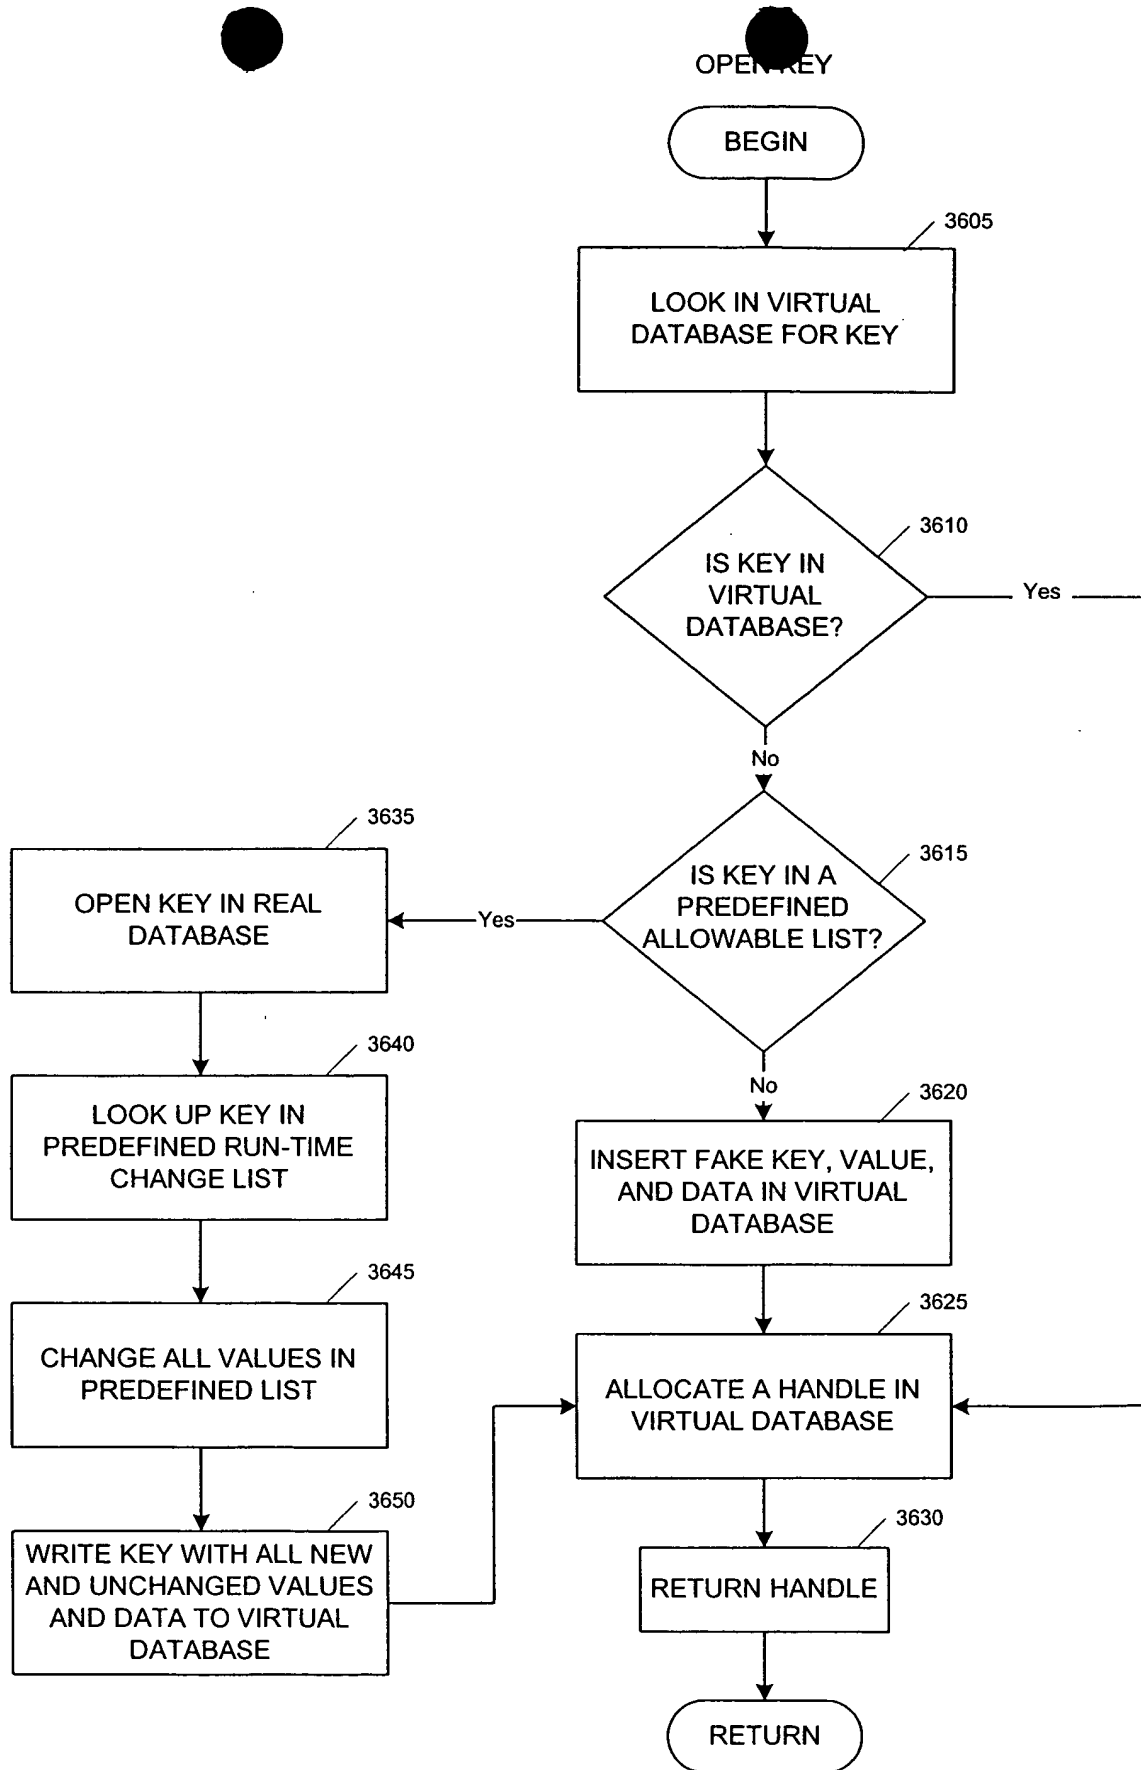 OPEN KEY
BEGIN
3605
LOOK IN VIRTUAL
DATABASE FOR KEY
3610
IS KEY IN
VIRTUAL
DATABASE?
Yes
No
3615
IS KEY IN A
PREDEFINED
ALLOWABLE LIST?
Yes
No
3635
OPEN KEY IN REAL
DATABASE
3640
LOOK UP KEY IN
PREDEFINED RUN-TIME
CHANGE LIST
3645
CHANGE ALL VALUES IN
PREDEFINED LIST
3650
WRITE KEY WITH ALL NEW
AND UNCHANGED VALUES
AND DATA TO VIRTUAL
DATABASE
3620
INSERT FAKE KEY, VALUE,
AND DATA IN VIRTUAL
DATABASE
3625
ALLOCATE A HANDLE IN
VIRTUAL DATABASE
3630
RETURN HANDLE
RETURN